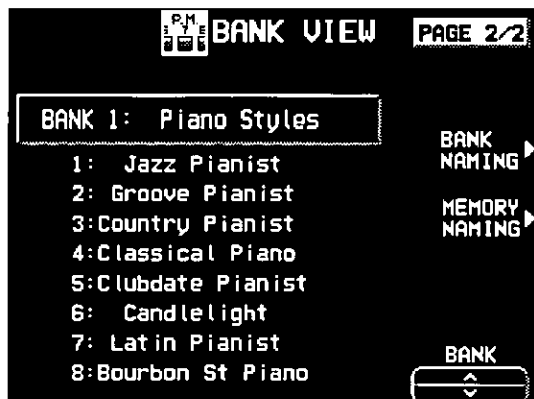 P.M.
BANK VIEW
PAGE 2/2
BANK 1: Piano Styles
1: Jazz Pianist
2: Groove Pianist
3:Country Pianist
4:Classical Piano
5:Clubdate Pianist
6: Candlelight
7: Latin Pianist
8:Bourbon St Piano
BANK
NAMING
MEMORY
NAMING
BANK